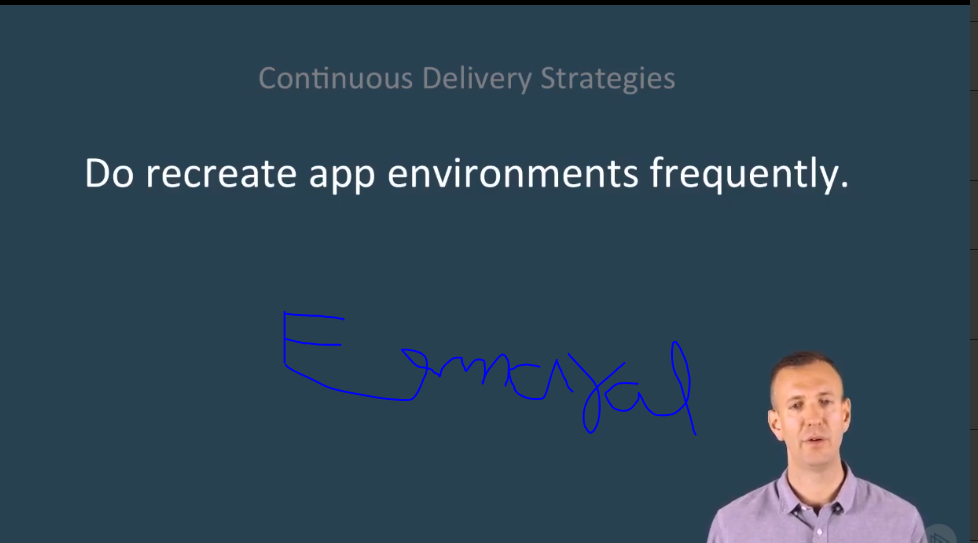 Continuous Delivery Strategies
Do recreate app environments frequently.